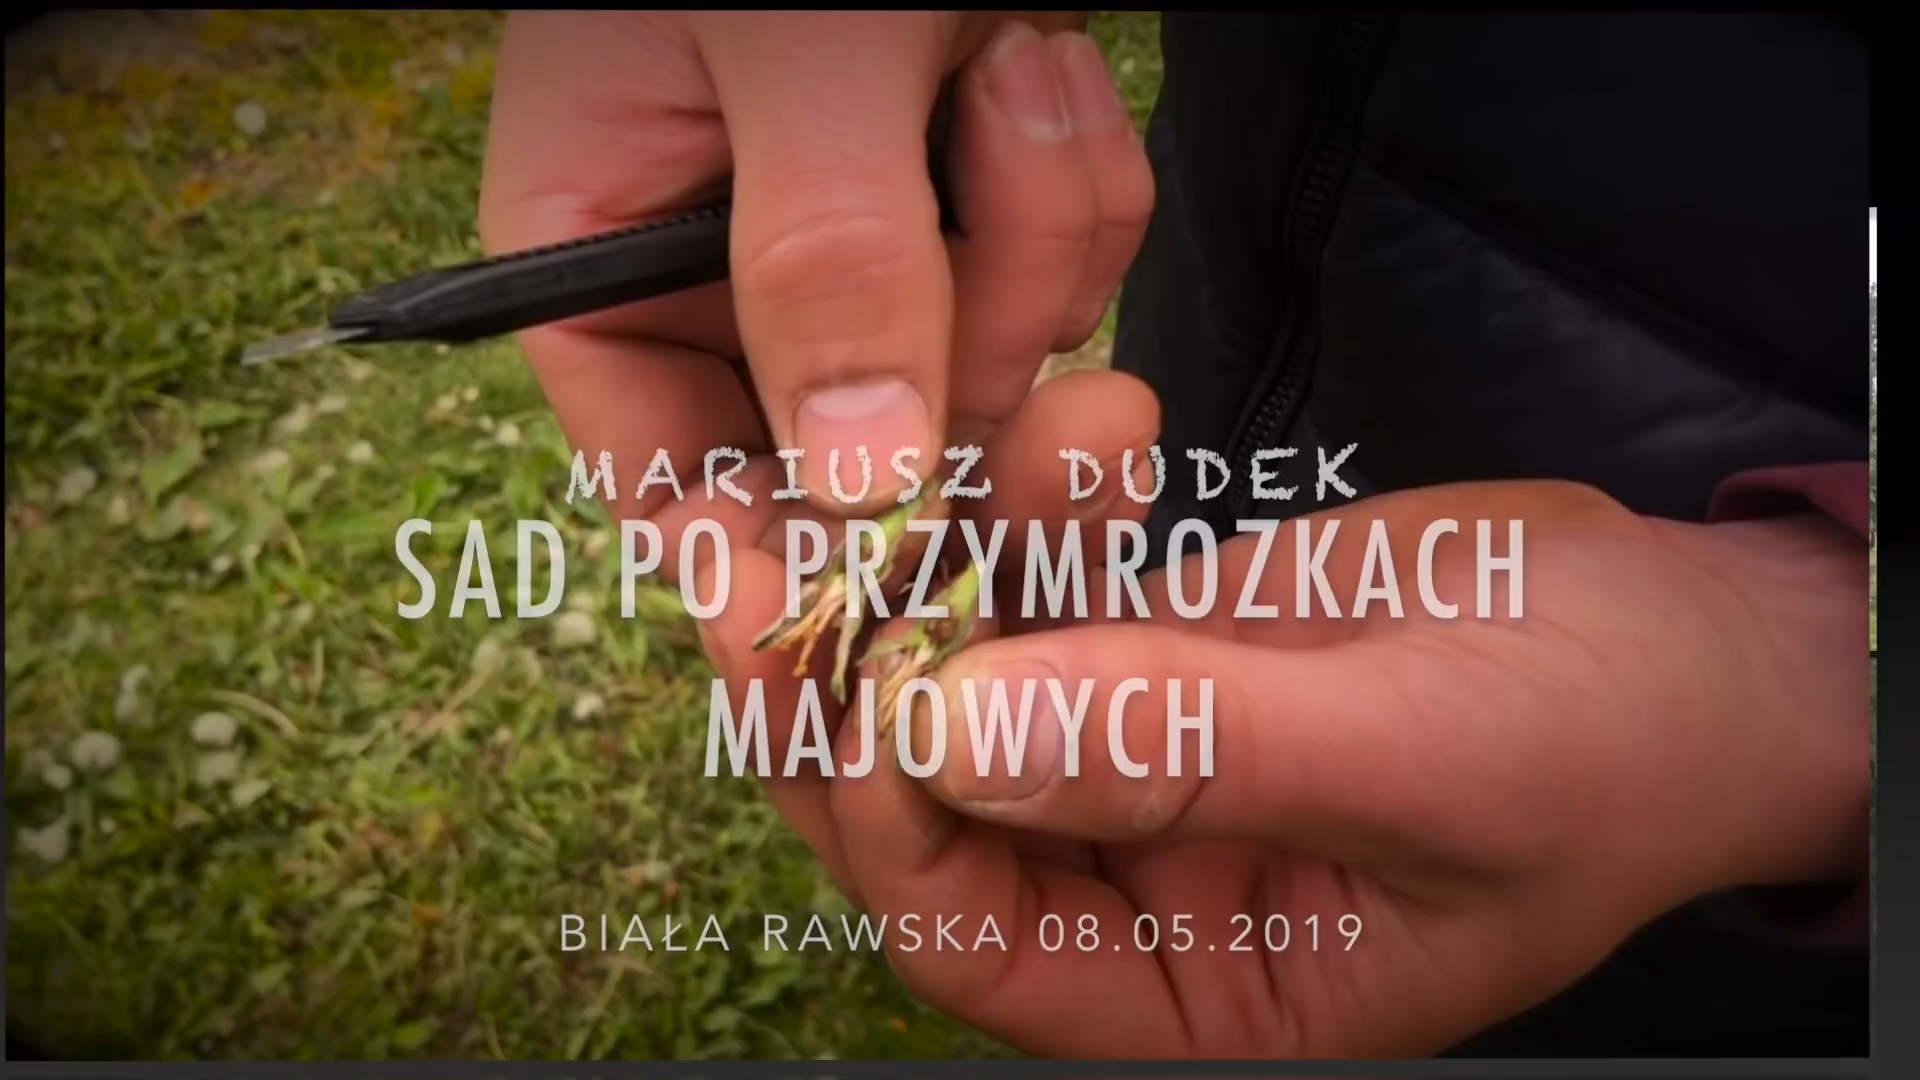 MARIUSZ DUDEK
SAD PO PRZYMROZKACH
MAJOWYCH
BIAŁA RAWSKA 08.05.2019